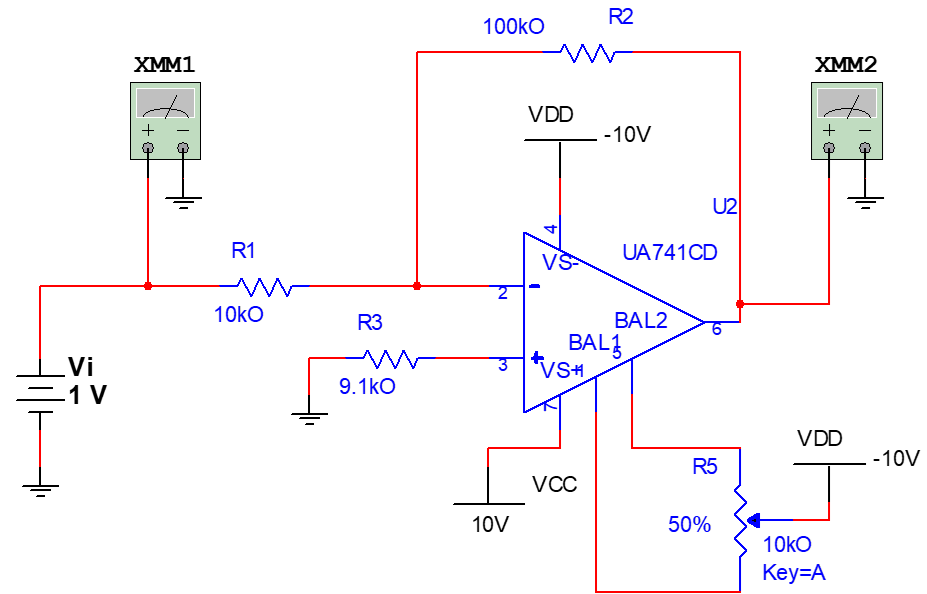 R2
100kO
XMM1
XMM2
+ −
+ −
VDD
-10V
U2
4
UA741CD
VS-
R1
2
-
10kO
R3
BAL2
6
BAL1
5
3
+
VS+
1
9.1kO
Vi
1 V
7
VDD
-10V
R5
VCC
10V
50%
10kO
Key=A